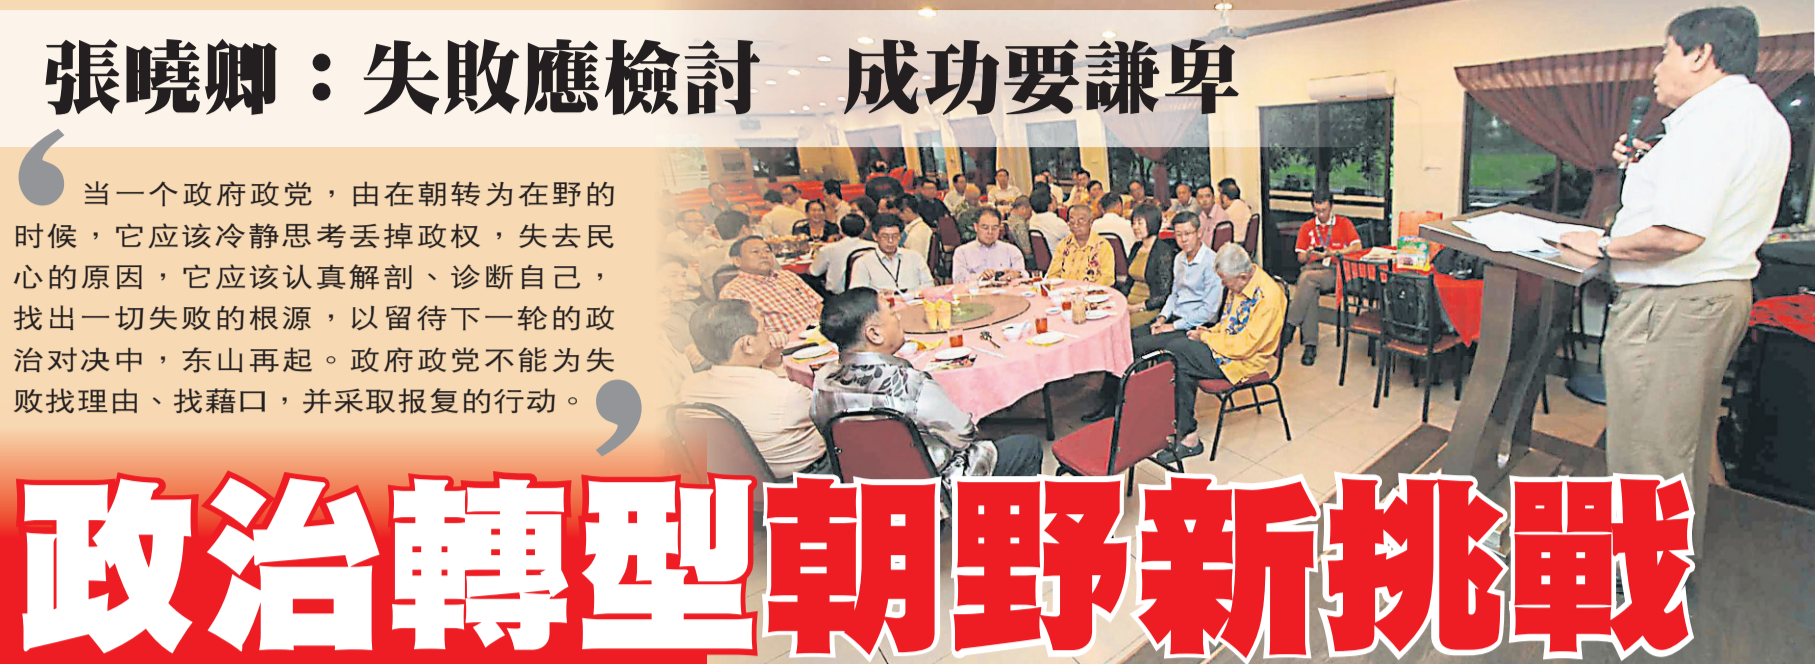 張曉卿：失敗應檢討　成功要謙卑
‘
当一个政府政党，由在朝转为在野的
时候，它应该冷静思考丢掉政权，失去民
心的原因，它应该认真解剖、诊断自己，
找出一切失败的根源，以留待下一轮的政
治对决中，东山再起。政府政党不能为失
败找理由、找藉口，并采取报复的行动。
’
政治轉型朝野新挑戰